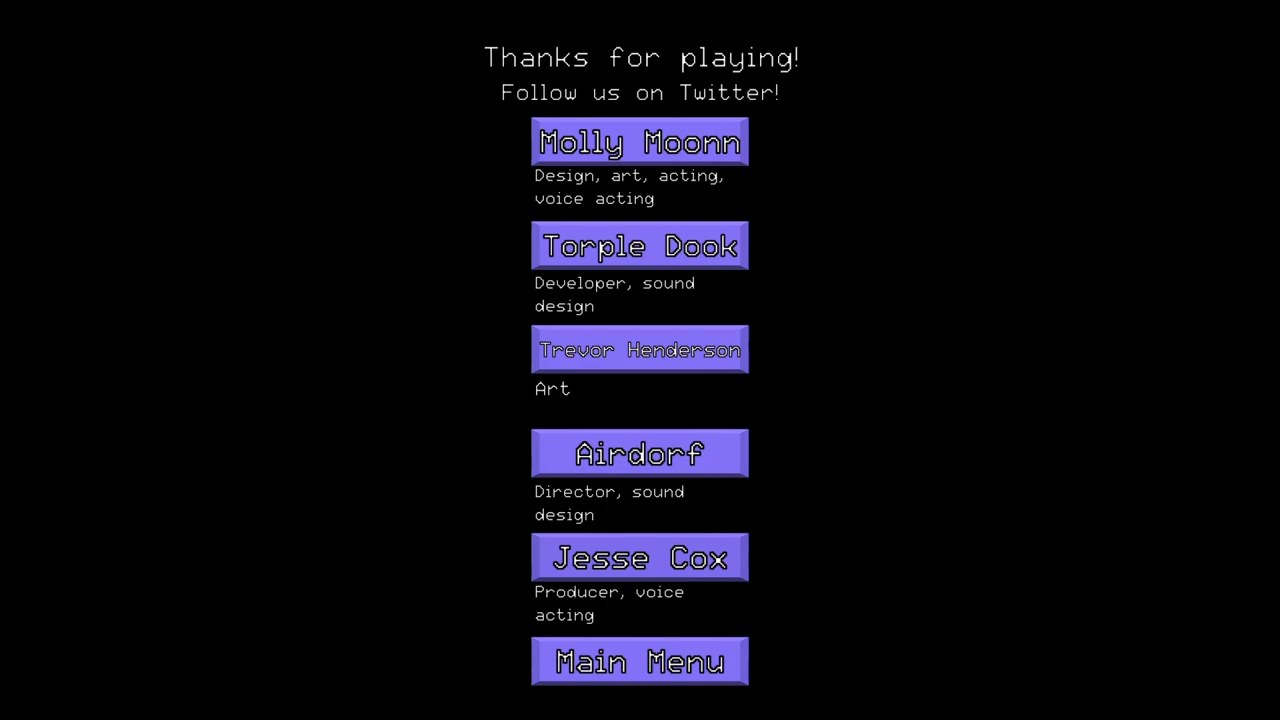 Thanks for playing!
Follow us on Twitter!
Molly Moonn
Design, art, acting,
voice acting
Torple Dook
Developer, sound
design
Trevor Henderson
Art
Airdorf
Director, sound
design
Jesse Cox
Producer, voice
acting
Main Menu